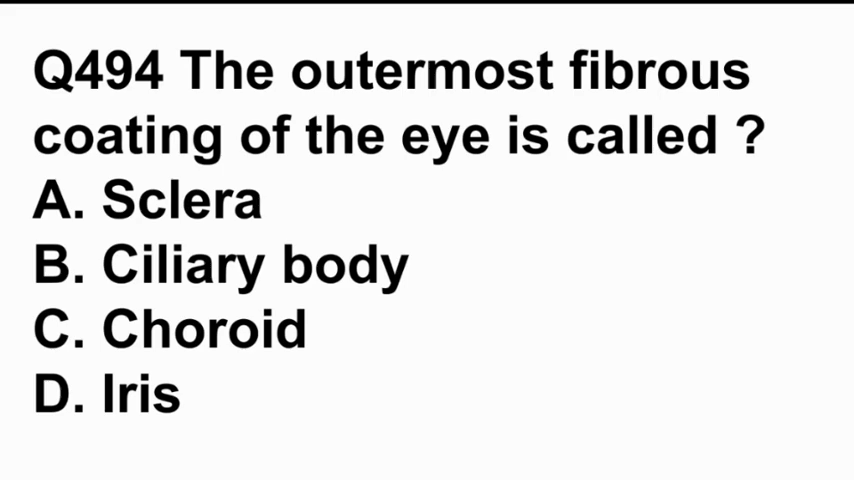 Q494 The outermost fibrous
coating of the eye is called ?
A. Sclera
B. Ciliary body
C. Choroid
D. Iris